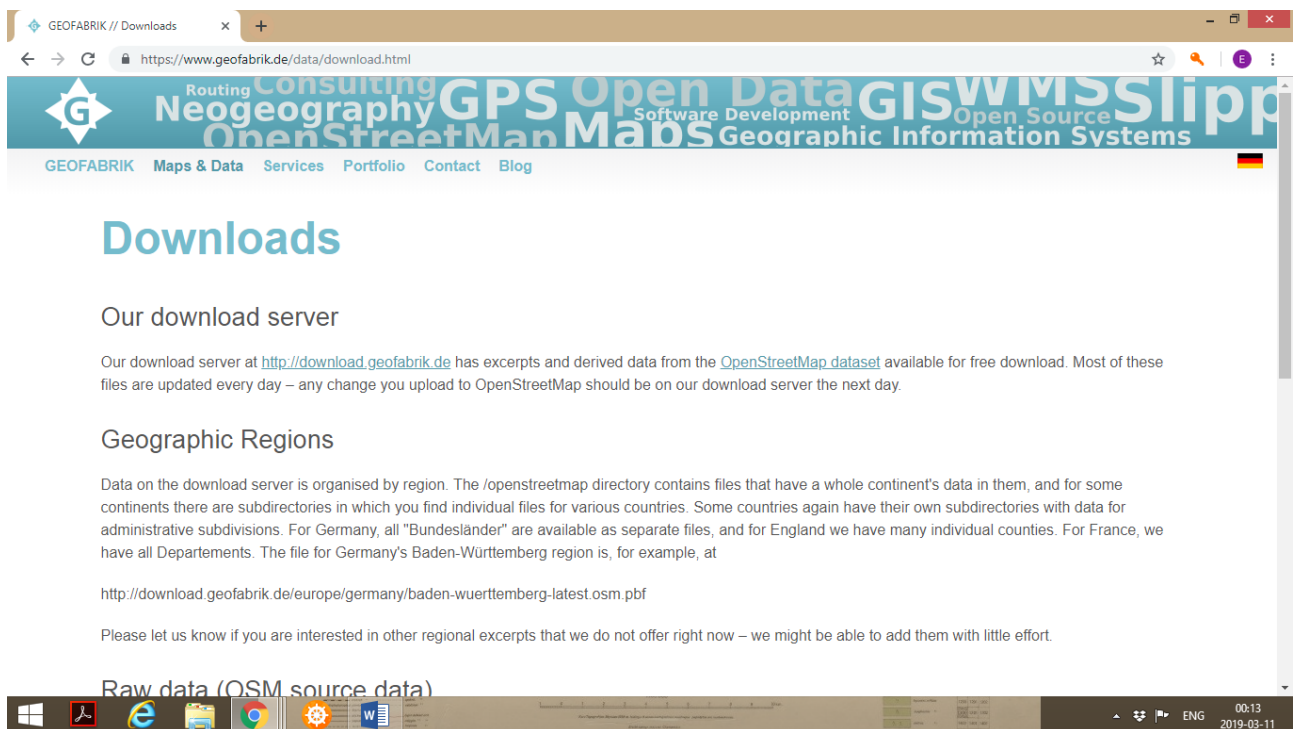 GEOFABRIK // Downloads
https://www.geofabrik.de/data/download.html
E
G
Routing Consulting Neogeography OpenStreetMap GPS Open Data Software Development Maps GIS WMS Open Source Geographic Information Systems Slipp
GEOFABRIK Maps & Data Services Portfolio Contact Blog
Downloads
Our download server
Our download server at http://download.geofabrik.de has excerpts and derived data from the OpenStreetMap dataset available for free download. Most of these
files are updated every day – any change you upload to OpenStreetMap should be on our download server the next day.
Geographic Regions
Data on the download server is organised by region. The /openstreetmap directory contains files that have a whole continent's data in them, and for some
continents there are subdirectories in which you find individual files for various countries. Some countries again have their own subdirectories with data for
administrative subdivisions. For Germany, all "Bundesländer" are available as separate files, and for England we have many individual counties. For France, we
have all Departements. The file for Germany's Baden-Württemberg region is, for example, at
http://download.geofabrik.de/europe/germany/baden-wuerttemberg-latest.osm.pbf
Please let us know if you are interested in other regional excerpts that we do not offer right now – we might be able to add them with little effort.
Raw data (OSM source data)
ENG
00:13
2019-03-11